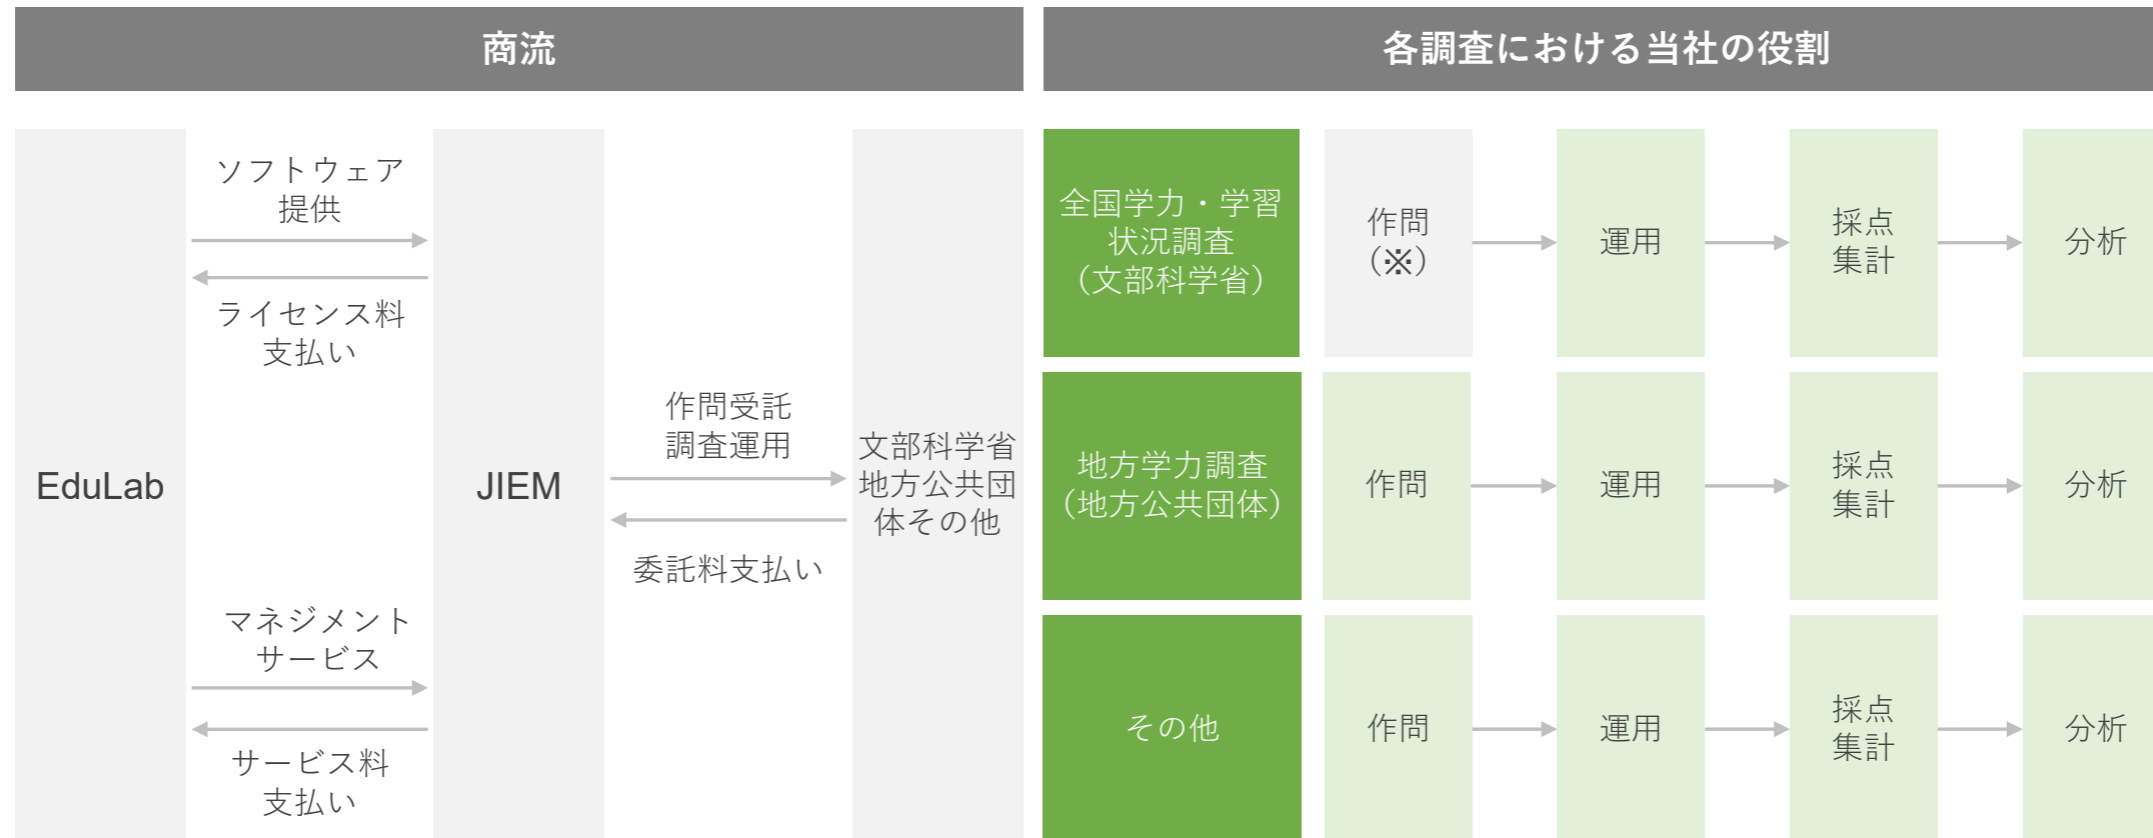 商流
各調査における当社の役割
EduLab
ソフトウェア
提供
ライセンス料
支払い
マネジメント
サービス
サービス料
支払い
JIEM
作問受託
調査運用
委託料支払い
文部科学省
地方公共団
体その他
全国学力・学習
状況調査
（文部科学省）
作問
（※）
運用
採点
集計
分析
地方学力調査
（地方公共団体）
作問
運用
採点
集計
分析
その他
作問
運用
採点
集計
分析